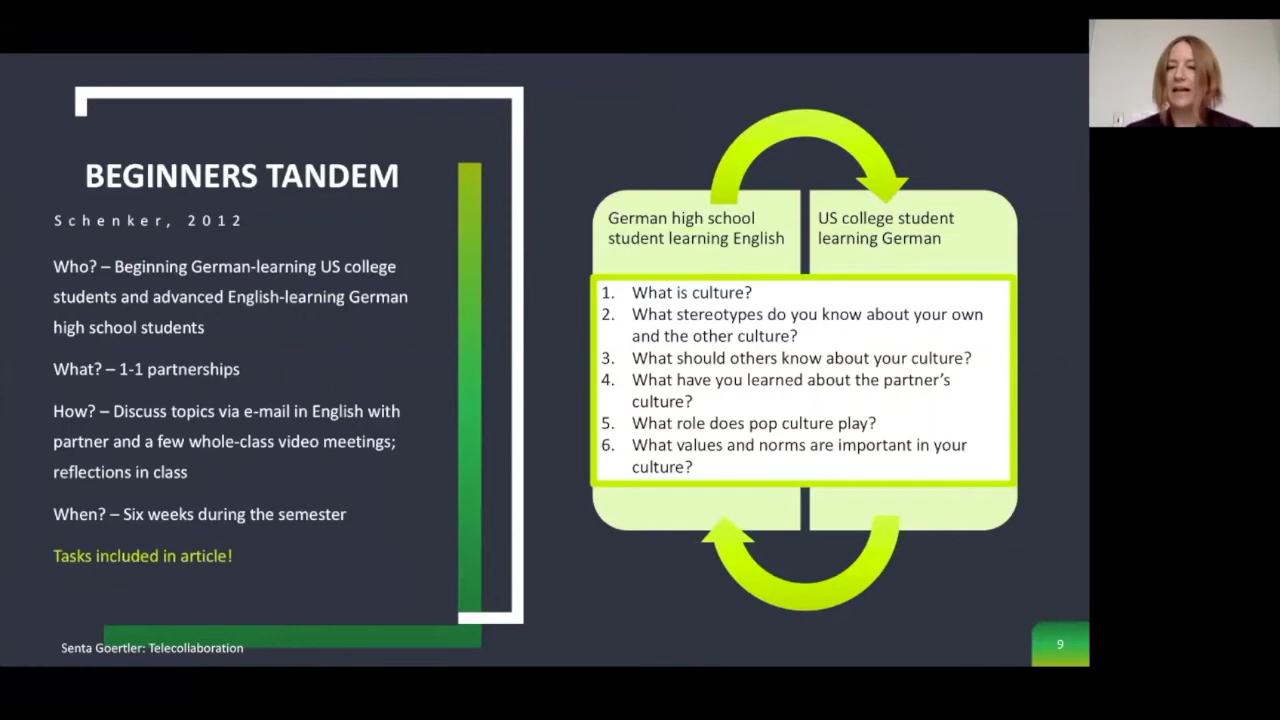 BEGINNERS TANDEM
Schenker, 2012
Who? – Beginning German-learning US college
students and advanced English-learning German
high school students
What? – 1-1 partnerships
How? – Discuss topics via e-mail in English with
partner and a few whole-class video meetings;
reflections in class
When? – Six weeks during the semester
Tasks included in article!
Senta Goertler: Telecollaboration
German high school
student learning English
US college student
learning German
1. What is culture?
2. What stereotypes do you know about your own
and the other culture?
3. What should others know about your culture?
4. What have you learned about the partner’s
culture?
5. What role does pop culture play?
6. What values and norms are important in your
culture?
9